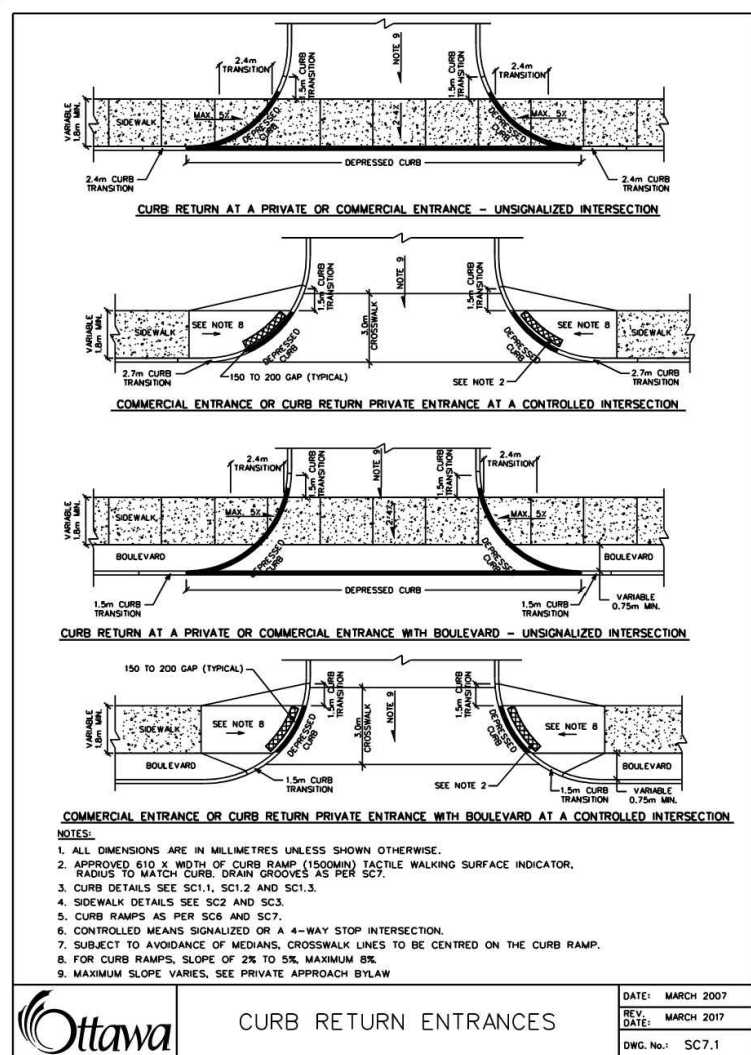 2.4m
TRANSITION
1.5m CURB
TRANSITION
NOTE 9
1.5m CURB
TRANSITION
2.4m
TRANSITION
VARIABLE
1.8m MIN.
SIDEWALK
MAX. 5%
DEPRESSED
CURB
2-4%
DEPRESSED
CURB
MAX. 5%
DEPRESSED CURB
2.4m CURB
TRANSITION
2.4m CURB
TRANSITION
CURB RETURN AT A PRIVATE OR COMMERCIAL ENTRANCE - UNSIGNALIZED INTERSECTION
1.5m CURB
TRANSITION
NOTE 9
1.5m CURB
TRANSITION
VARIABLE
1.8m MIN.
SIDEWALK
SEE NOTE 8
DEPRESSED
CURB
3.0m
CROSSWALK
DEPRESSED
CURB
SEE NOTE 8
2.7m CURB
TRANSITION
150 TO 200 GAP (TYPICAL)
SEE NOTE 2
2.7m CURB
TRANSITION
COMMERCIAL ENTRANCE OR CURB RETURN PRIVATE ENTRANCE AT A CONTROLLED INTERSECTION
2.4m
TRANSITION
1.5m CURB
TRANSITION
NOTE 9
1.5m CURB
TRANSITION
2.4m
TRANSITION
VARIABLE
1.8m MIN.
SIDEWALK
MAX. 5%
2-4%
MAX. 5%
BOULEVARD
DEPRESSED
CURB
DEPRESSED
CURB
BOULEVARD
DEPRESSED CURB
1.5m CURB
TRANSITION
1.5m CURB
TRANSITION
VARIABLE
0.75m MIN.
CURB RETURN AT A PRIVATE OR COMMERCIAL ENTRANCE WITH BOULEVARD - UNSIGNALIZED INTERSECTION
150 TO 200 GAP (TYPICAL)
1.5m CURB
TRANSITION
NOTE 9
1.5m CURB
TRANSITION
VARIABLE
1.8m MIN.
SIDEWALK
SEE NOTE 8
DEPRESSED
CURB
3.0m
CROSSWALK
DEPRESSED
CURB
SEE NOTE 8
BOULEVARD
BOULEVARD
1.5m CURB
TRANSITION
SEE NOTE 2
1.5m CURB
TRANSITION
VARIABLE
0.75m MIN.
COMMERCIAL ENTRANCE OR CURB RETURN PRIVATE ENTRANCE WITH BOULEVARD AT A CONTROLLED INTERSECTION
NOTES:
1. ALL DIMENSIONS ARE IN MILLIMETRES UNLESS SHOWN OTHERWISE.
2. APPROVED 610 X WIDTH OF CURB RAMP (1500MIN) TACTILE WALKING SURFACE INDICATOR,
RADIUS TO MATCH CURB. DRAIN GROOVES AS PER SC7.
3. CURB DETAILS SEE SC1.1, SC1.2 AND SC1.3.
4. SIDEWALK DETAILS SEE SC2 AND SC3.
5. CURB RAMPS AS PER SC6 AND SC7.
6. CONTROLLED MEANS SIGNALIZED OR A 4-WAY STOP INTERSECTION.
7. SUBJECT TO AVOIDANCE OF MEDIANS, CROSSWALK LINES TO BE CENTRED ON THE CURB RAMP.
8. FOR CURB RAMPS, SLOPE OF 2% TO 5%, MAXIMUM 8%.
9. MAXIMUM SLOPE VARIES, SEE PRIVATE APPROACH BYLAW
Ottawa
CURB RETURN ENTRANCES
DATE: MARCH 2007
REV.
DATE: MARCH 2017
DWG. No.: SC7.1